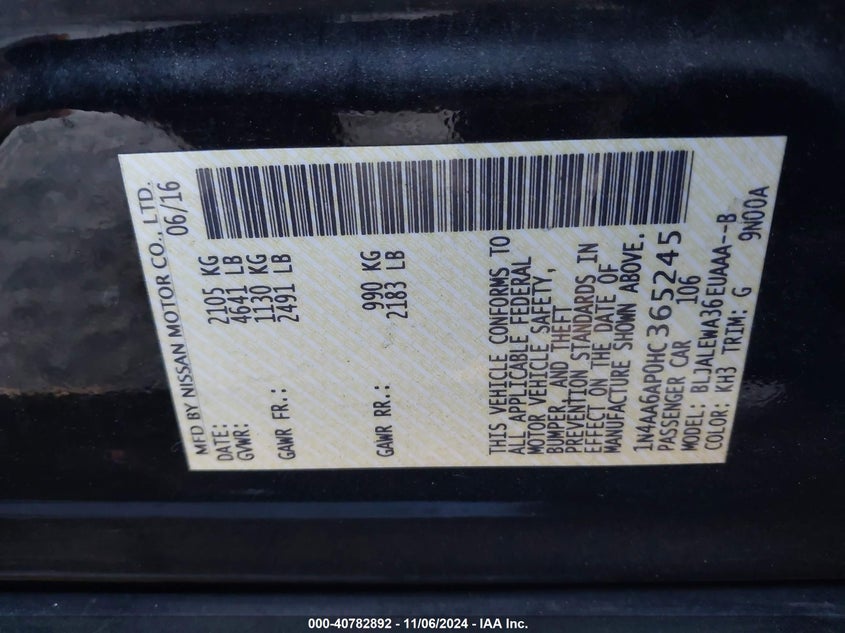 MFD BY NISSAN MOTOR CO., LTD.
DATE: 06/16
GVWR: 2105 KG
4641 LB
GAWR FR.: 1130 KG
2491 LB
GAWR RR.: 990 KG
2183 LB
THIS VEHICLE CONFORMS TO
ALL APPLICABLE FEDERAL
MOTOR VEHICLE SAFETY,
BUMPER, AND THEFT
PREVENTION STANDARDS IN
EFFECT ON THE DATE OF
MANUFACTURE SHOWN ABOVE.
1N4AA6AP0HC365245
PASSENGER CAR 106
MODEL: BLJALEWA36EUAAA--B
COLOR: KH3 TRIM: G 9N00A
000-40782892 - 11/06/2024 - IAA Inc.